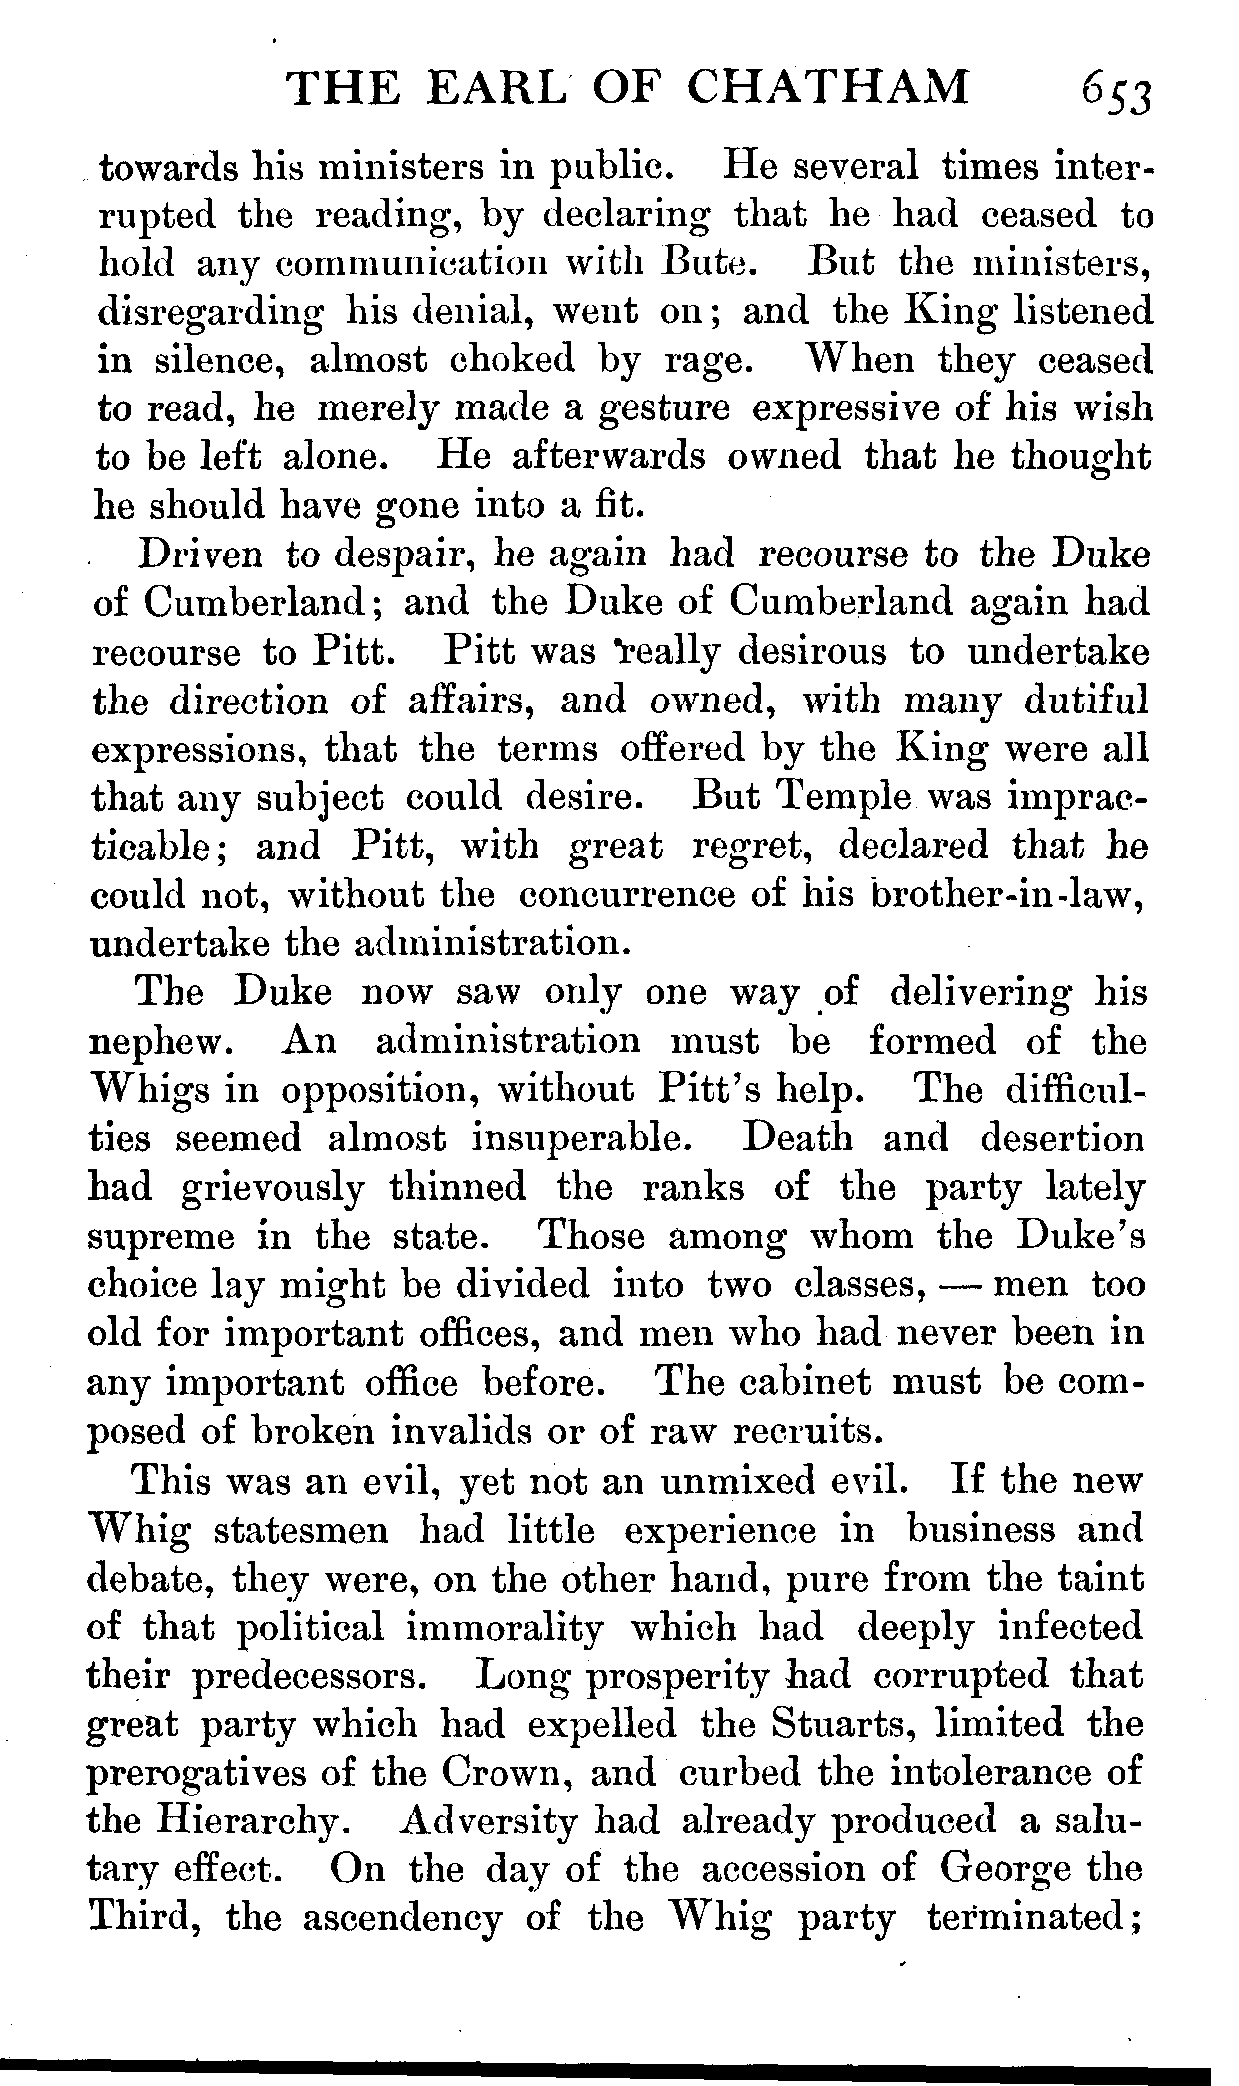 THE EARL OF CHATHAM 653
towards his ministers in public. He several times inter-
rupted the reading, by declaring that he had ceased to
hold any communication with Bute. But the ministers,
disregarding his denial, went on; and the King listened
in silence, almost choked by rage. When they ceased
to read, he merely made a gesture expressive of his wish
to be left alone. He afterwards owned that he thought
he should have gone into a fit.
Driven to despair, he again had recourse to the Duke
of Cumberland; and the Duke of Cumberland again had
recourse to Pitt. Pitt was really desirous to undertake
the direction of affairs, and owned, with many dutiful
expressions, that the terms offered by the King were all
that any subject could desire. But Temple was imprac-
ticable; and Pitt, with great regret, declared that he
could not, without the concurrence of his brother-in-law,
undertake the administration.
The Duke now saw only one way of delivering his
nephew. An administration must be formed of the
Whigs in opposition, without Pitt's help. The difficul-
ties seemed almost insuperable. Death and desertion
had grievously thinned the ranks of the party lately
supreme in the state. Those among whom the Duke's
choice lay might be divided into two classes, — men too
old for important offices, and men who had never been in
any important office before. The cabinet must be com-
posed of broken invalids or of raw recruits.
This was an evil, yet not an unmixed evil. If the new
Whig statesmen had little experience in business and
debate, they were, on the other hand, pure from the taint
of that political immorality which had deeply infected
their predecessors. Long prosperity had corrupted that
great party which had expelled the Stuarts, limited the
prerogatives of the Crown, and curbed the intolerance of
the Hierarchy. Adversity had already produced a salu-
tary effect. On the day of the accession of George the
Third, the ascendency of the Whig party terminated;